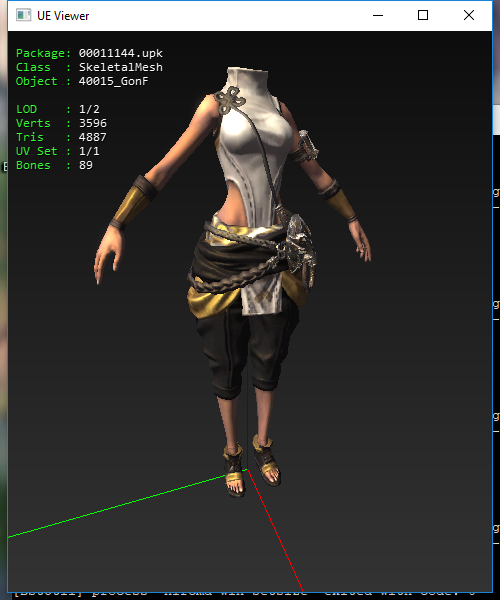 UE Viewer
Package: 00011144.upk
Class : SkeletalMesh
Object : 40015_GonF
LOD : 1/2
Verts : 3596
Tris : 4887
UV Set : 1/1
Bones : 89